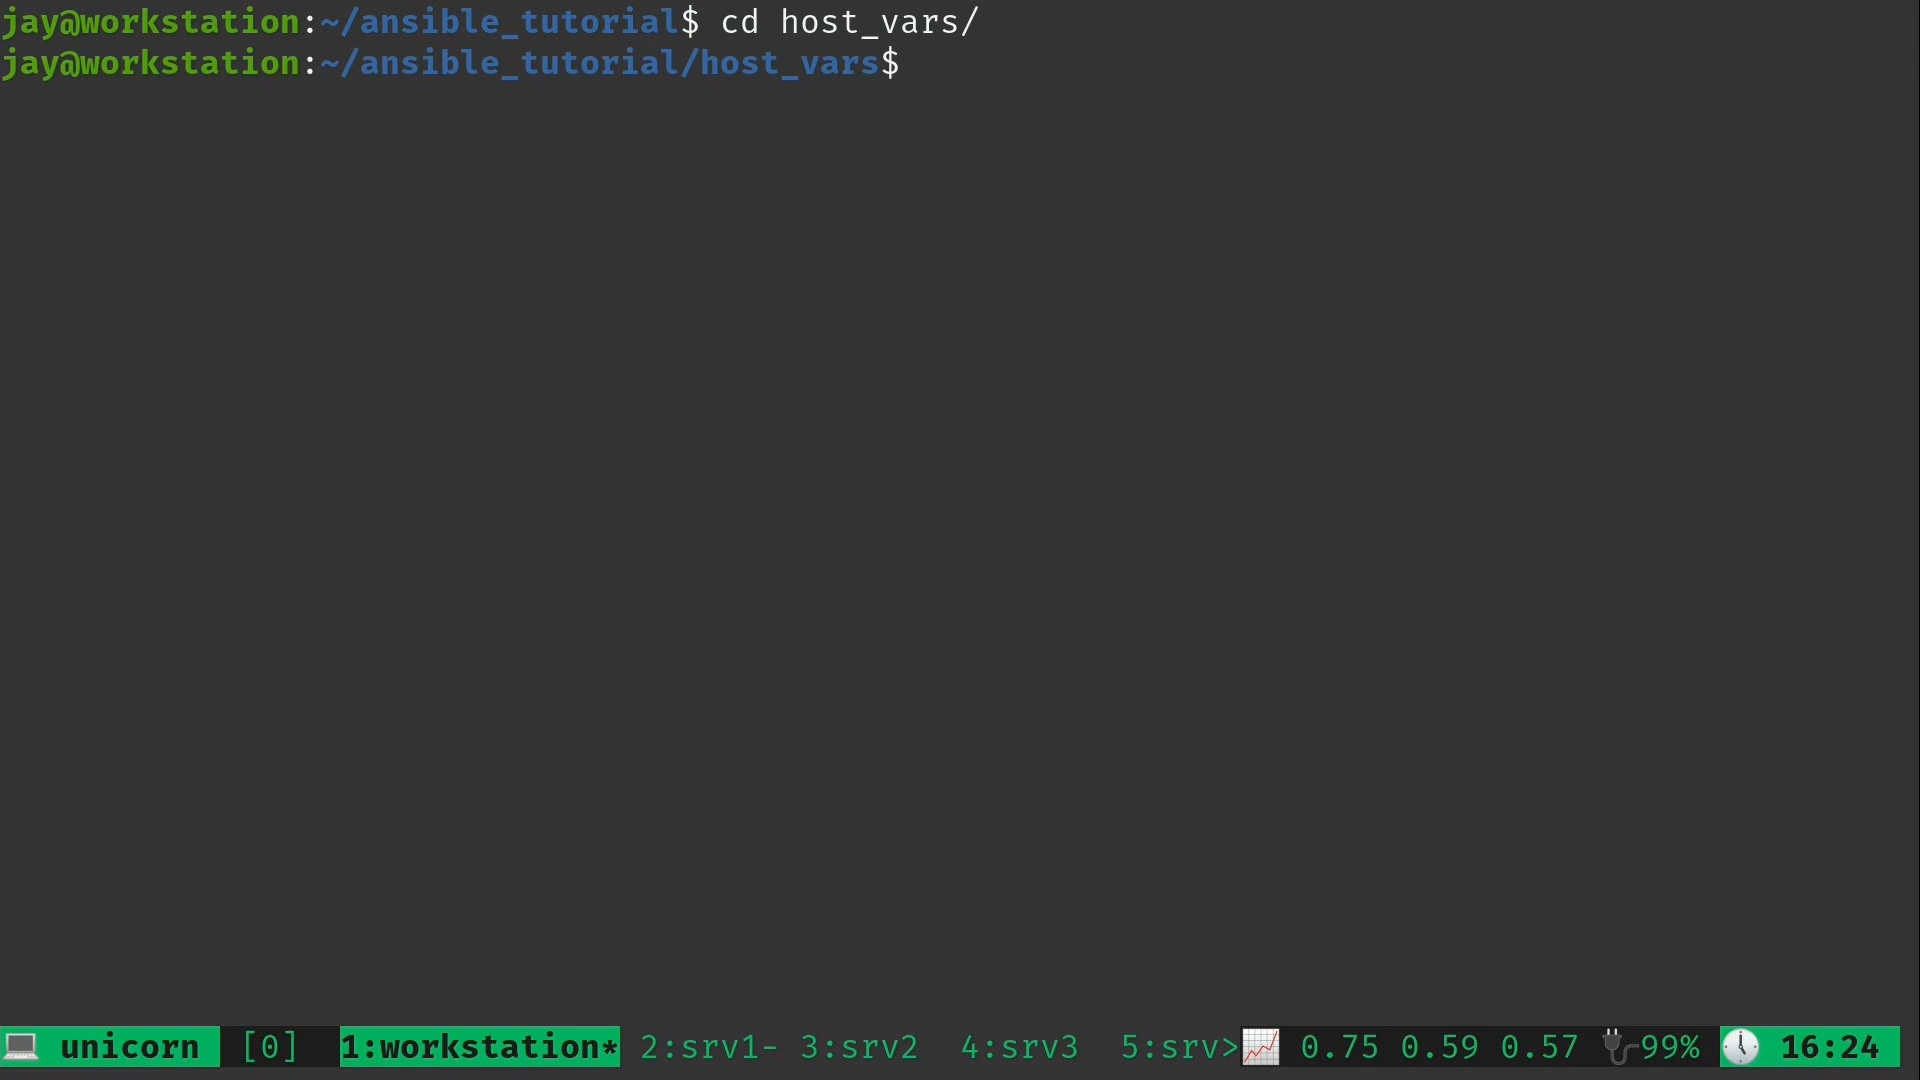 jay@workstation:~/ansible_tutorial$ cd host_vars/
jay@workstation:~/ansible_tutorial/host_vars$
unicorn [0] 1:workstation* 2:srv1- 3:srv2 4:srv3 5:srv> 0.75 0.59 0.57 99% 16:24